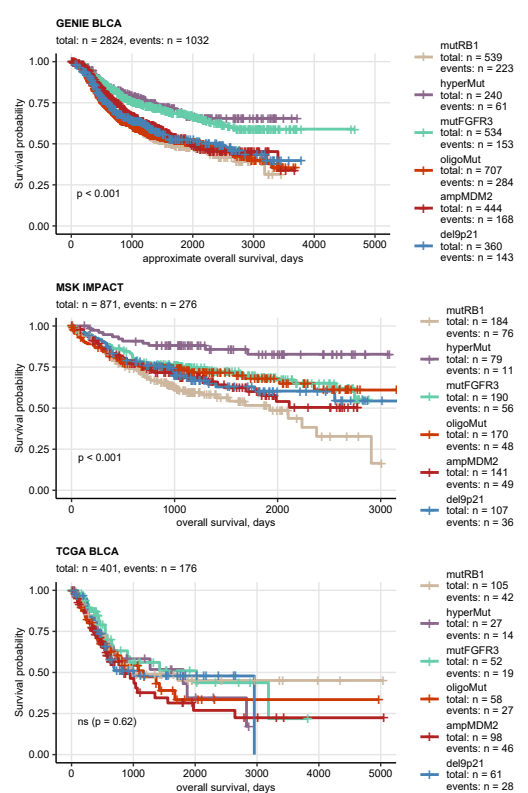 GENIE BLCA
total: n = 2824, events: n = 1032
Survival probability
1.00
0.75
0.50
0.25
0.00
p < 0.001
0 1000 2000 3000 4000 5000
approximate overall survival, days
mutRB1
total: n = 539
events: n = 223
hyperMut
total: n = 240
events: n = 61
mutFGFR3
total: n = 534
events: n = 153
oligoMut
total: n = 707
events: n = 284
ampMDM2
total: n = 444
events: n = 168
del9p21
total: n = 360
events: n = 143
MSK IMPACT
total: n = 871, events: n = 276
Survival probability
1.00
0.75
0.50
0.25
0.00
p < 0.001
0 1000 2000 3000
overall survival, days
mutRB1
total: n = 184
events: n = 76
hyperMut
total: n = 79
events: n = 11
mutFGFR3
total: n = 190
events: n = 56
oligoMut
total: n = 170
events: n = 48
ampMDM2
total: n = 141
events: n = 49
del9p21
total: n = 107
events: n = 36
TCGA BLCA
total: n = 401, events: n = 176
Survival probability
1.00
0.75
0.50
0.25
0.00
ns (p = 0.62)
0 1000 2000 3000 4000 5000
overall survival, days
mutRB1
total: n = 105
events: n = 42
hyperMut
total: n = 27
events: n = 14
mutFGFR3
total: n = 52
events: n = 19
oligoMut
total: n = 58
events: n = 27
ampMDM2
total: n = 98
events: n = 46
del9p21
total: n = 61
events: n = 28